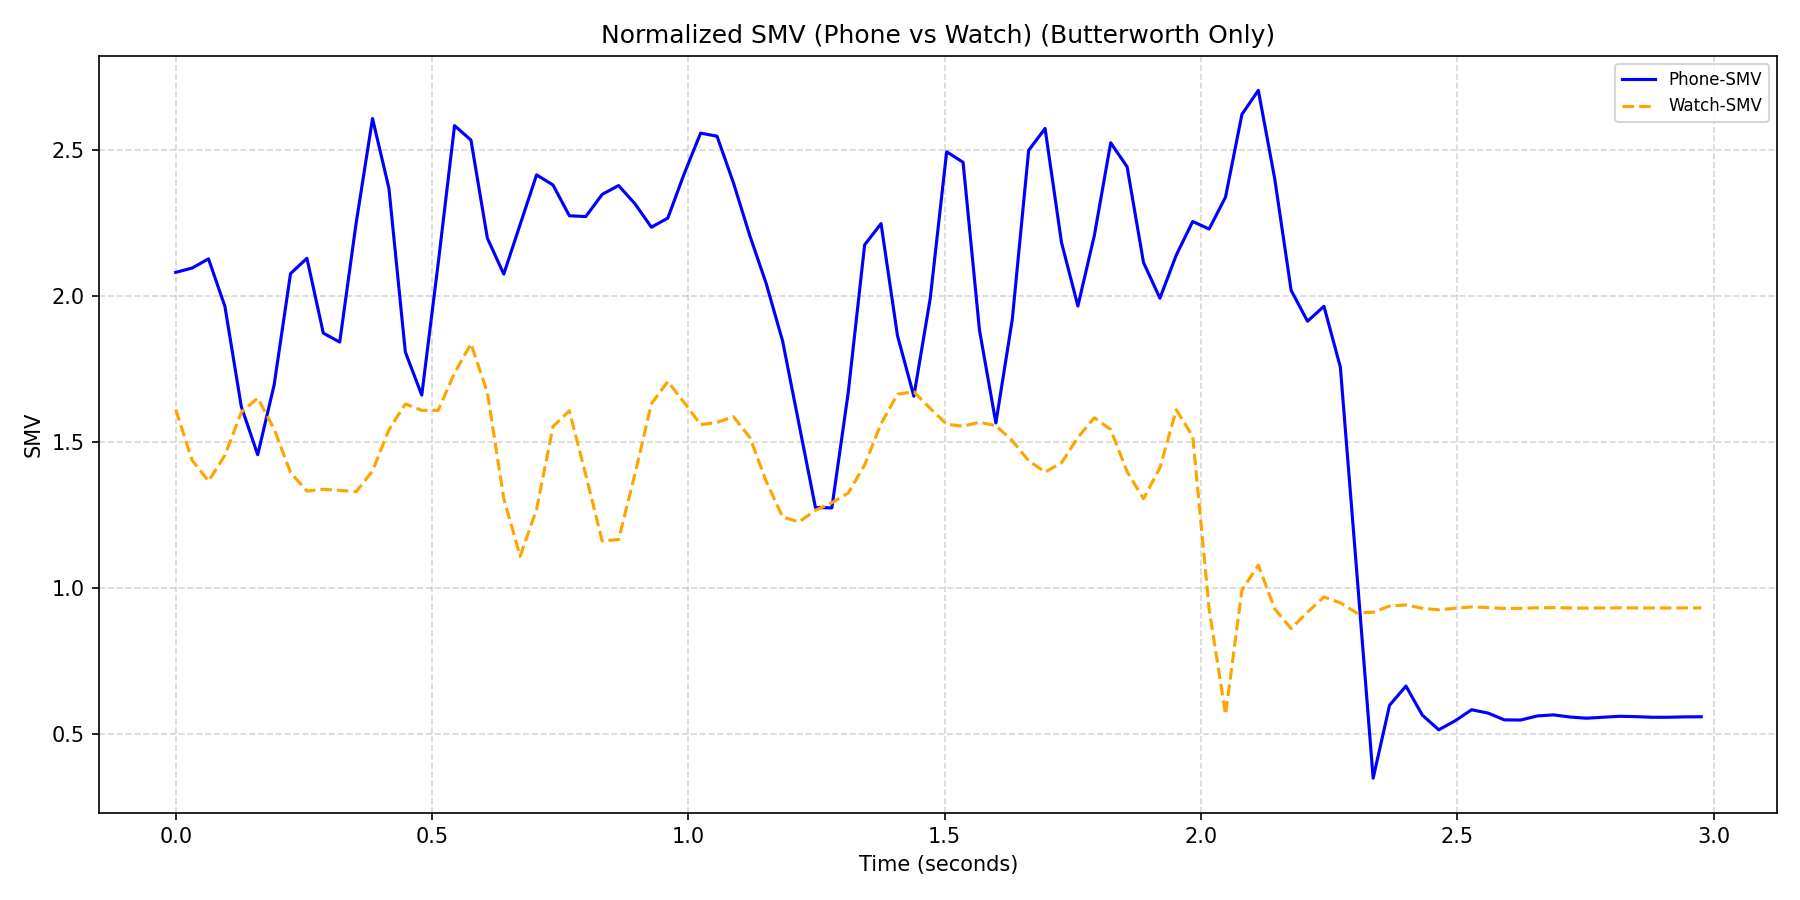 Normalized SMV (Phone vs Watch) (Butterworth Only)
Phone-SMV
Watch-SMV
SMV
2.5
2.0
1.5
1.0
0.5
0.0 0.5 1.0 1.5 2.0 2.5 3.0
Time (seconds)